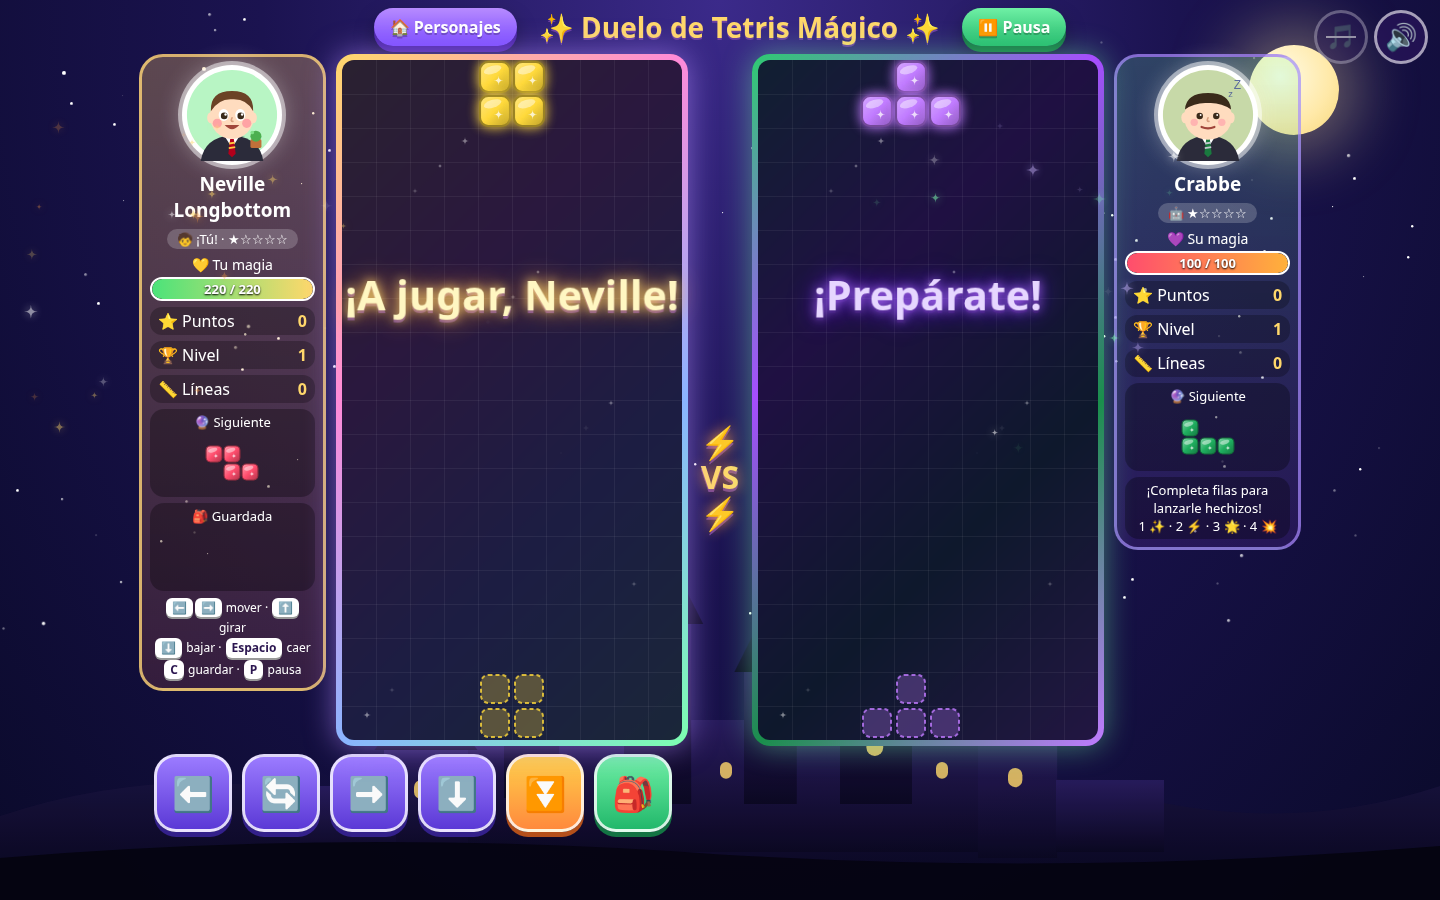 🏠 Personajes
✨ Duelo de Tetris Mágico ✨
⏸️ Pausa
Neville
Longbottom
🧒 ¡Tú! · ★☆☆☆☆
💛 Tu magia
220 / 220
⭐ Puntos 0
🏆 Nivel 1
📏 Líneas 0
🔮 Siguiente
🎒 Guardada
⬅️ ➡️ mover · ⬆️
girar
⬇️ bajar · Espacio caer
C guardar · P pausa
¡A jugar, Neville!
⚡
VS
⚡
¡Prepárate!
z Z
Crabbe
🤖 ★☆☆☆☆
💜 Su magia
100 / 100
⭐ Puntos 0
🏆 Nivel 1
📏 Líneas 0
🔮 Siguiente
¡Completa filas para
lanzarle hechizos!
1 ✨ · 2 ⚡ · 3 🌟 · 4 💥